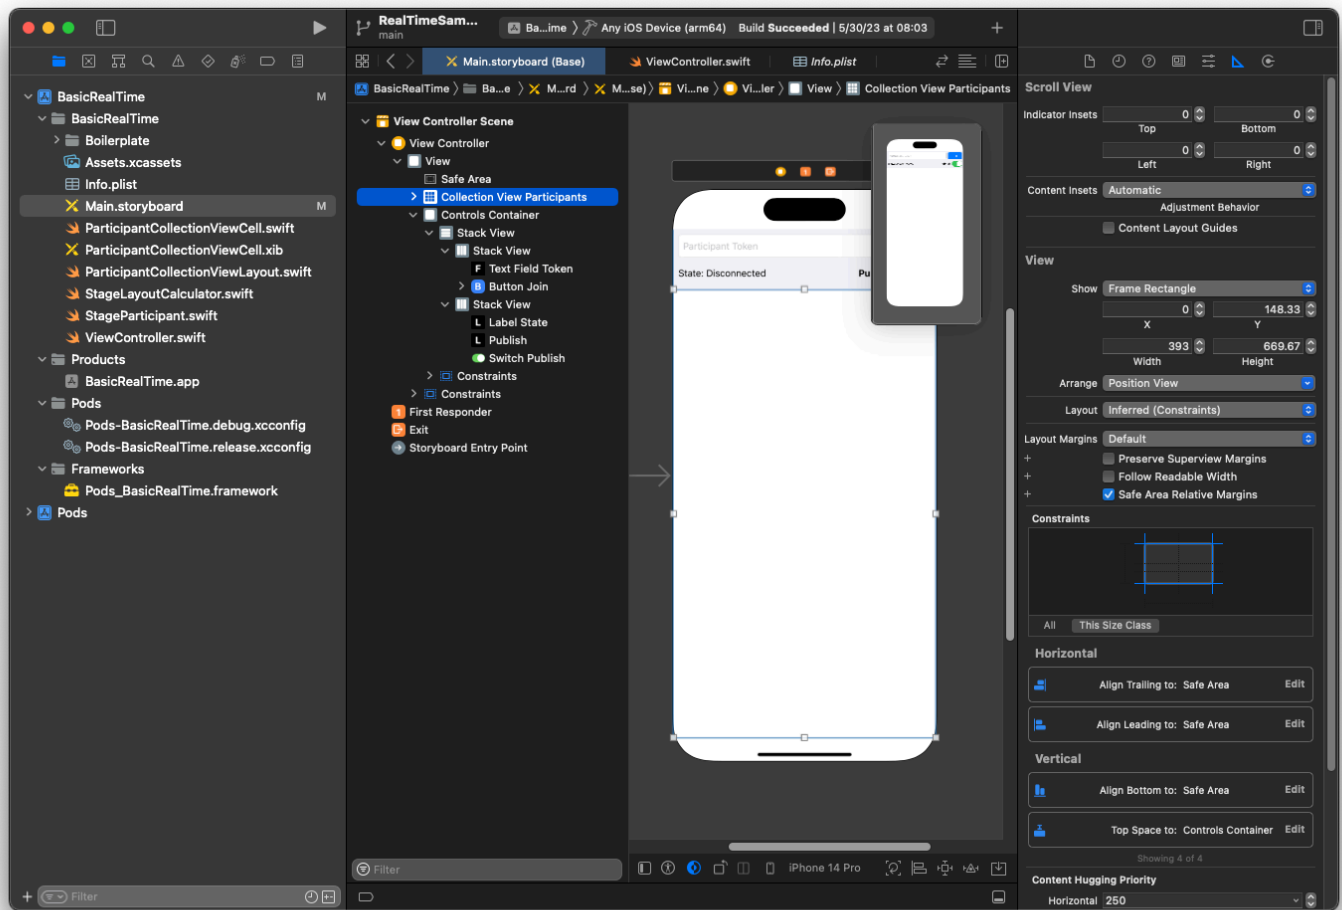 RealTimeSam...
main
Ba...ime
Any iOS Device (arm64)
Build Succeeded | 5/30/23 at 08:03
Main.storyboard (Base)
ViewController.swift
Info.plist
BasicRealTime
Ba...e
M...rd
M...se)
Vi...ne
Vi...ler
View
Collection View Participants
BasicRealTime M
BasicRealTime
Boilerplate
Assets.xcassets
Info.plist
Main.storyboard M
ParticipantCollectionViewCell.swift
ParticipantCollectionViewCell.xib
ParticipantCollectionViewLayout.swift
StageLayoutCalculator.swift
StageParticipant.swift
ViewController.swift
Products
BasicRealTime.app
Pods
Pods-BasicRealTime.debug.xcconfig
Pods-BasicRealTime.release.xcconfig
Frameworks
Pods_BasicRealTime.framework
Pods
Filter
View Controller Scene
View Controller
View
Safe Area
Collection View Participants
Controls Container
Stack View
Stack View
F Text Field Token
B Button Join
Stack View
L Label State
L Publish
Switch Publish
Constraints
Constraints
1 First Responder
Exit
Storyboard Entry Point
Filter
Participant Token
State: Disconnected
Pu
iPhone 14 Pro
Scroll View
Indicator Insets 0 0
Top Bottom
0 0
Left Right
Content Insets Automatic
Adjustment Behavior
Content Layout Guides
View
Show Frame Rectangle
0 148.33
X Y
393 669.67
Width Height
Arrange Position View
Layout Inferred (Constraints)
Layout Margins Default
Preserve Superview Margins
Follow Readable Width
Safe Area Relative Margins
Constraints
All This Size Class
Horizontal
Align Trailing to: Safe Area Edit
Align Leading to: Safe Area Edit
Vertical
Align Bottom to: Safe Area Edit
Top Space to: Controls Container Edit
Showing 4 of 4
Content Hugging Priority
Horizontal 250